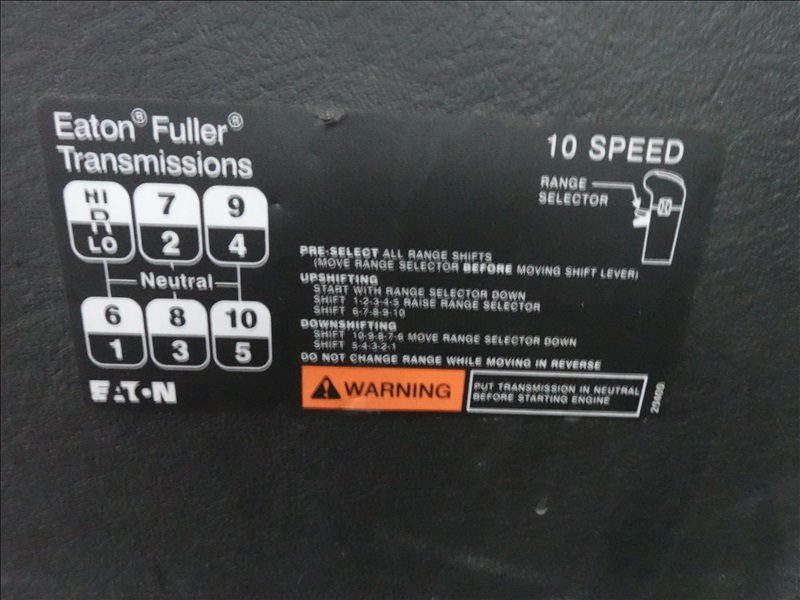 Eaton® Fuller®
Transmissions
10 SPEED
RANGE
SELECTOR
HI
R
LO
7
2
9
4
Neutral
6
1
8
3
10
5
PRE-SELECT ALL RANGE SHIFTS
(MOVE RANGE SELECTOR BEFORE MOVING SHIFT LEVER)
UPSHIFTING
START WITH RANGE SELECTOR DOWN
SHIFT 1-2-3-4-5 RAISE RANGE SELECTOR
SHIFT 6-7-8-9-10
DOWNSHIFTING
SHIFT 10-9-8-7-6 MOVE RANGE SELECTOR DOWN
SHIFT 5-4-3-2-1
DO NOT CHANGE RANGE WHILE MOVING IN REVERSE
EATON
WARNING
PUT TRANSMISSION IN NEUTRAL
BEFORE STARTING ENGINE
20400